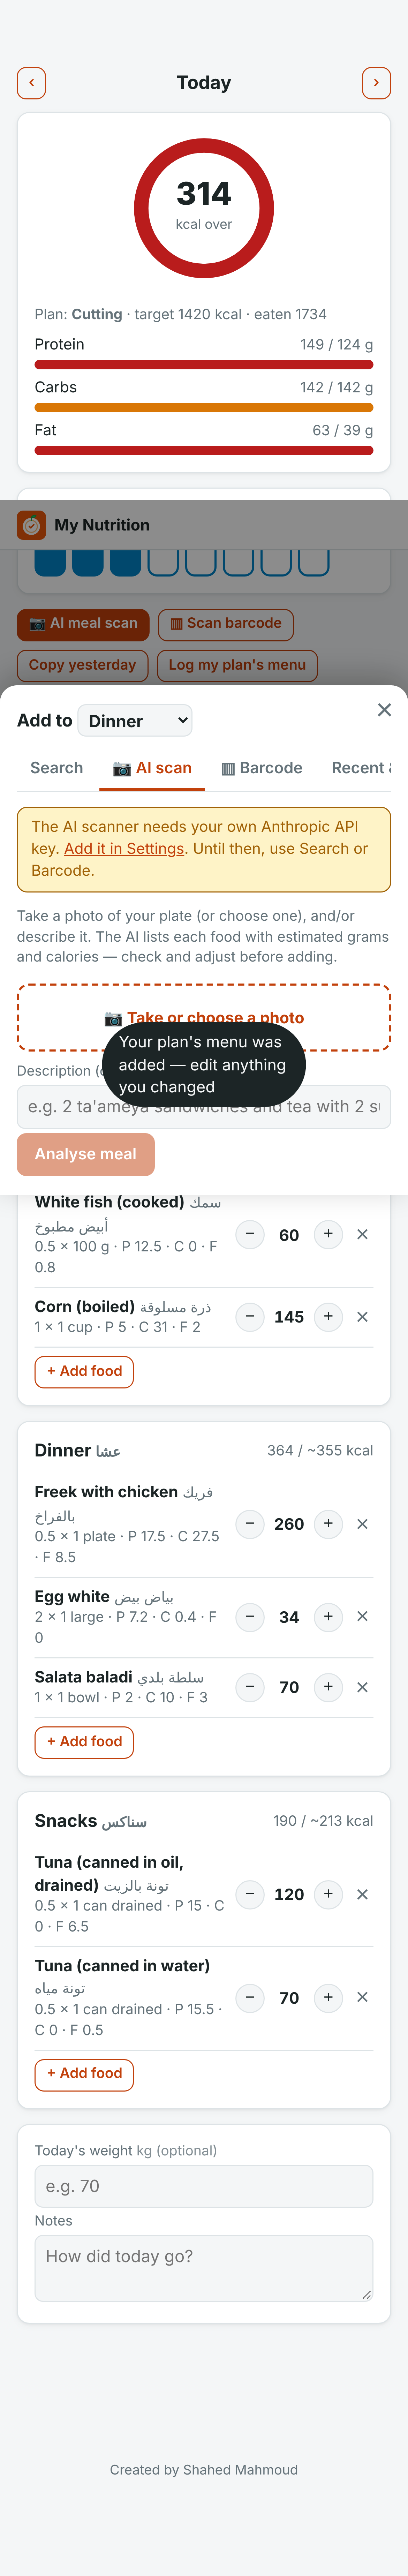 ‹ Today ›
314
kcal over
Plan: Cutting · target 1420 kcal · eaten 1734
Protein 149 / 124 g
Carbs 142 / 142 g
Fat 63 / 39 g
My Nutrition
📷 AI meal scan ▥ Scan barcode
Copy yesterday Log my plan's menu
Add to Dinner ✕
Search 📷 AI scan ▥ Barcode Recent
The AI scanner needs your own Anthropic API
key. Add it in Settings. Until then, use Search or
Barcode.
Take a photo of your plate (or choose one), and/or
describe it. The AI lists each food with estimated grams
and calories — check and adjust before adding.
📷 Take or choose a photo
Your plan's menu was
added — edit anything
you changed
Description
e.g. 2 ta'ameya sandwiches and tea with 2
Analyse meal
White fish (cooked) سمك
أبيض مطبوخ
0.5 × 100 g · P 12.5 · C 0 · F
0.8
− 60 + ✕
Corn (boiled) ذرة مسلوقة
1 × 1 cup · P 5 · C 31 · F 2
− 145 + ✕
+ Add food
Dinner عشا 364 / ~355 kcal
Freek with chicken فريك
بالفراخ
0.5 × 1 plate · P 17.5 · C 27.5
· F 8.5
− 260 + ✕
Egg white بياض بيض
2 × 1 large · P 7.2 · C 0.4 · F
0
− 34 + ✕
Salata baladi سلطة بلدي
1 × 1 bowl · P 2 · C 10 · F 3
− 70 + ✕
+ Add food
Snacks سناكس 190 / ~213 kcal
Tuna (canned in oil,
drained) تونة بالزيت
0.5 × 1 can drained · P 15 · C
0 · F 6.5
− 120 + ✕
Tuna (canned in water)
تونة مياه
0.5 × 1 can drained · P 15.5 ·
C 0 · F 0.5
− 70 + ✕
+ Add food
Today's weight kg (optional)
e.g. 70
Notes
How did today go?
Created by Shahed Mahmoud